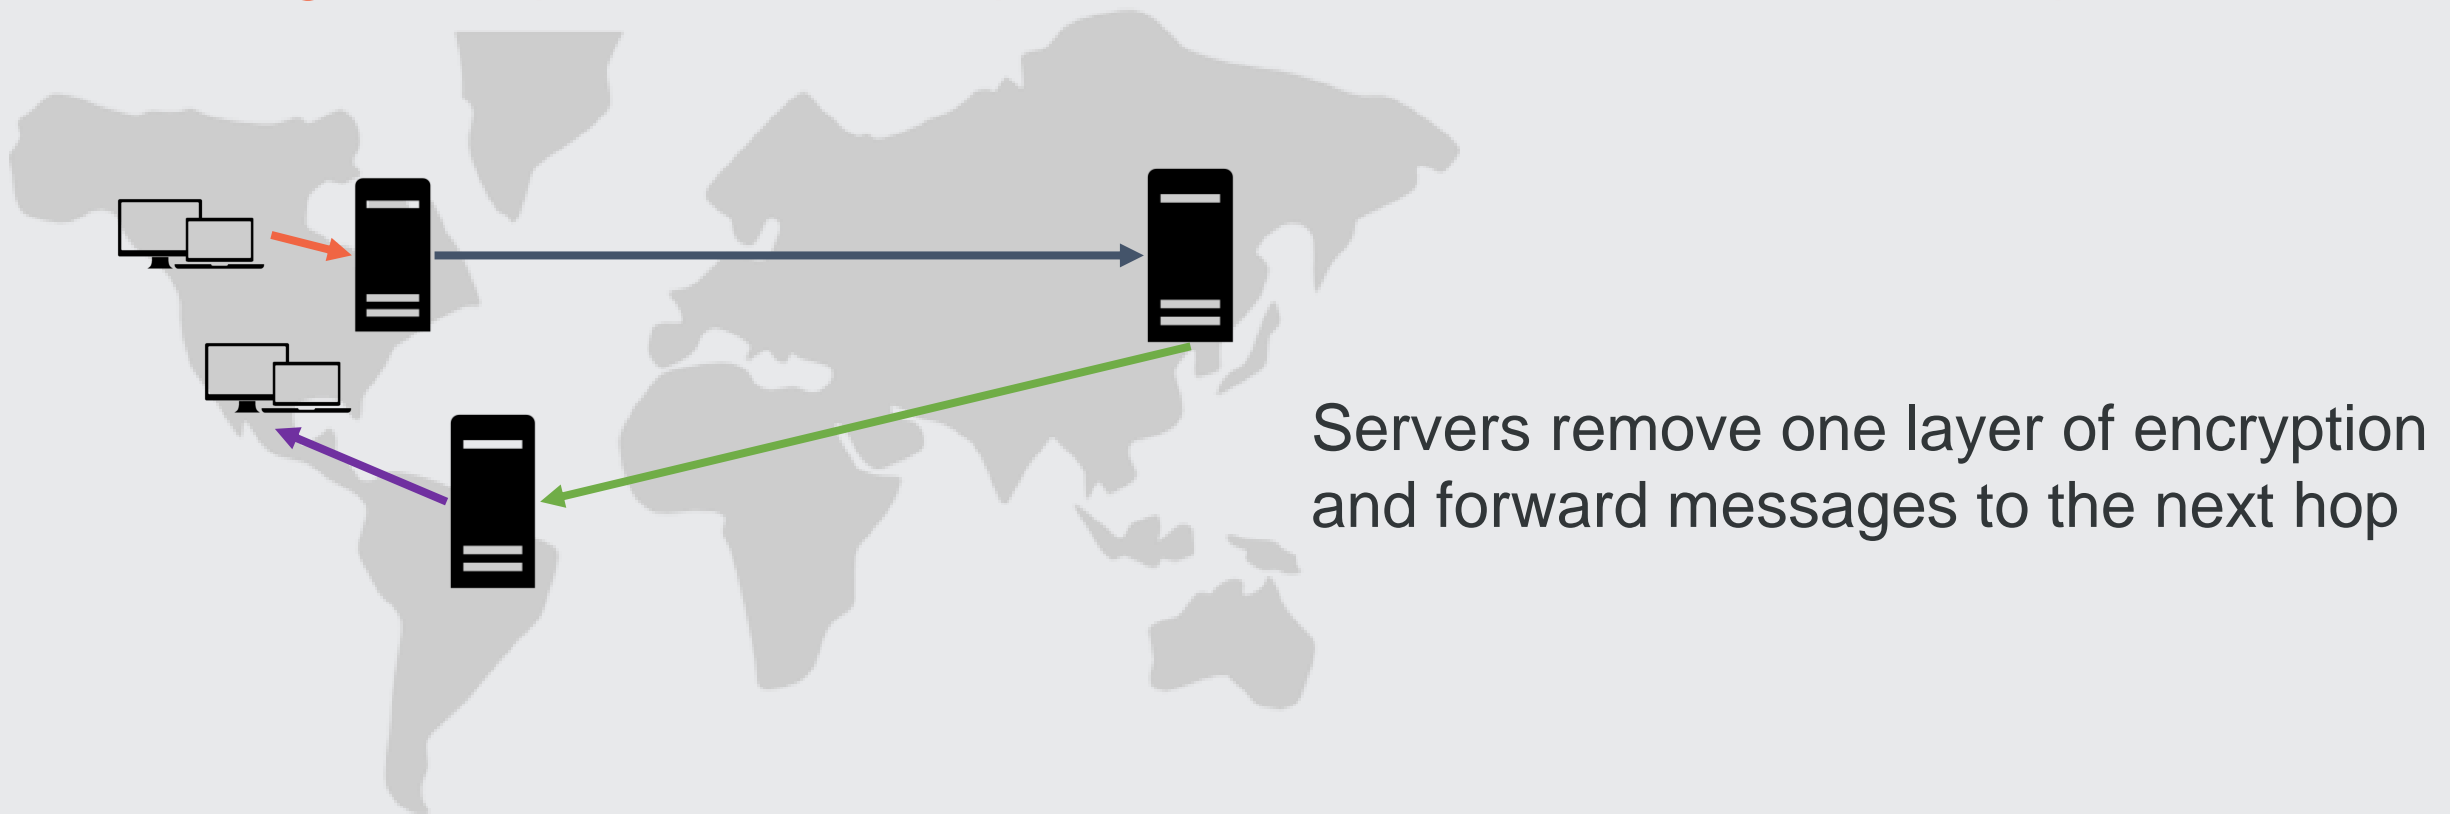 Servers remove one layer of encryption
and forward messages to the next hop